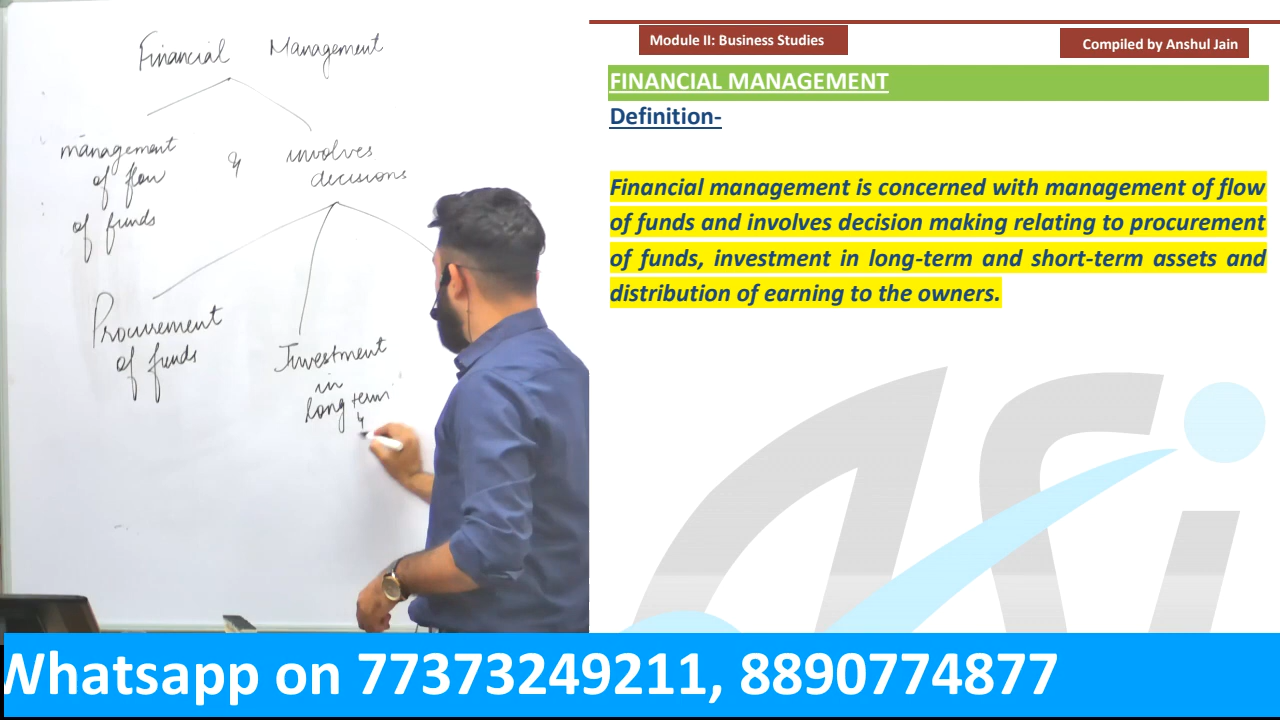 Financial Management
management
of flow
of funds
& involves
decisions
Procurement
of funds
Investment
in
long term
&
Module II: Business Studies
Compiled by Anshul Jain
FINANCIAL MANAGEMENT
Definition-
Financial management is concerned with management of flow
of funds and involves decision making relating to procurement
of funds, investment in long-term and short-term assets and
distribution of earning to the owners.
ASi
Whatsapp on 77373249211, 8890774877